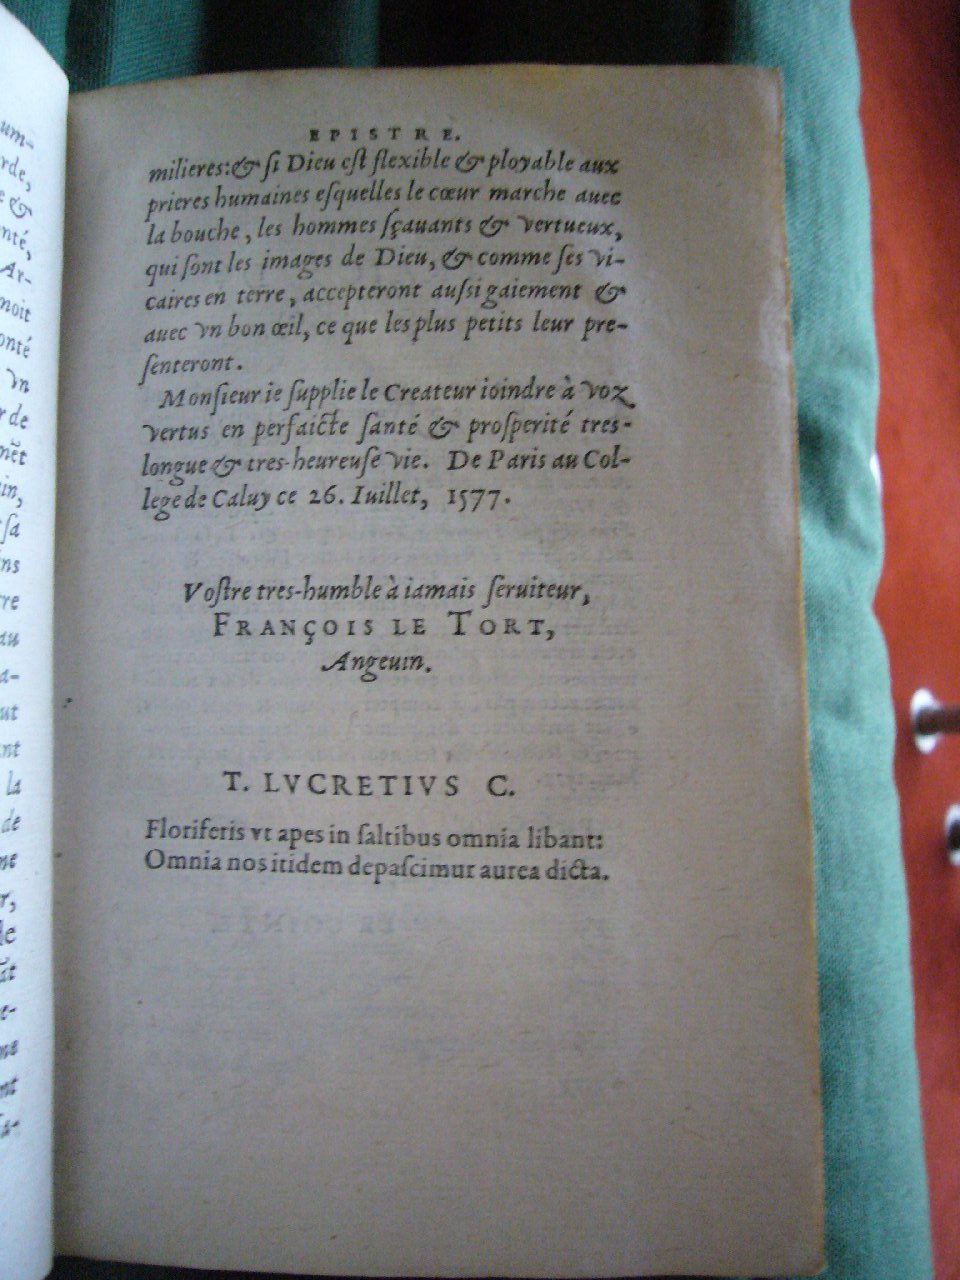 EPISTRE.
milieres: & ſi Dieu eſt flexible & ployable aux
prieres humaines eſquelles le cœur marche avec
la bouche, les hommes ſçauants & vertueux,
qui ſont les images de Dieu, & comme ſes vi-
caires en terre, accepteront auſsi gaiement &
avec vn bon œil, ce que les plus petits leur pre-
ſenteront.
Monſieur ie ſupplie le Createur ioindre à voz
vertus en perfaicte ſanté & proſperité tres-
longue & tres-heureuſe vie. De Paris au Col-
lege de Caluy ce 26. Iuillet, 1577.
Voſtre tres-humble à iamais ſeruiteur,
FRANÇOIS LE TORT,
Angeuin.
T. LVCRETIVS C.
Floriferis vt apes in ſaltibus omnia libant:
Omnia nos itidem depaſcimur aurea dicta.